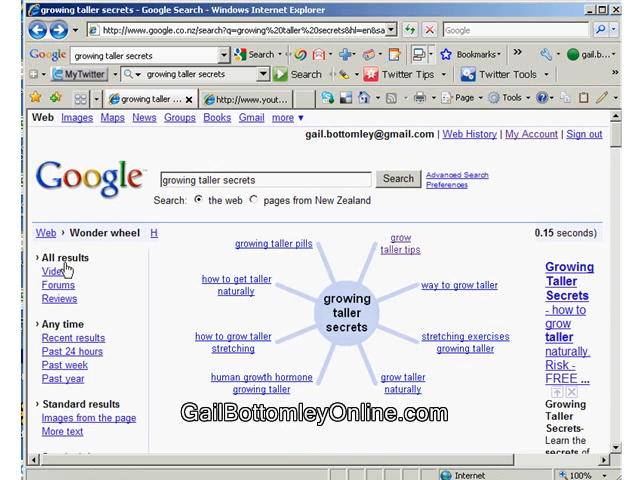 growing taller secrets - Google Search - Windows Internet Explorer
http://www.google.co.nz/search?q=growing%20taller%20secrets&hl=en&sa
Google
Google growing taller secrets Search Bookmarks gail.b...
MyTwitter growing taller secrets Search Twitter Tips Twitter Tools
growing taller ... http://www.yout... Page Tools
Web Images Maps News Groups Books Gmail more
gail.bottomley@gmail.com | Web History | My Account | Sign out
Google growing taller secrets Search Advanced Search
Preferences
Search: the web pages from New Zealand
Web › Wonder wheel H 0.15 seconds)
› All results
Video
Forums
Reviews
› Any time
Recent results
Past 24 hours
Past week
Past year
› Standard results
Images from the page
More text
growing taller pills
grow
taller tips
how to get taller
naturally
way to grow taller
growing
taller
secrets
how to grow taller
stretching
stretching exercises
growing taller
human growth hormone
growing taller
grow taller
naturally
Growing
Taller
Secrets
- how to
grow
taller
naturally.
Risk -
FREE ...
Growing
Taller
Secrets-
Learn the
secrets of
GailBottomleyOnline.com
Internet 100%